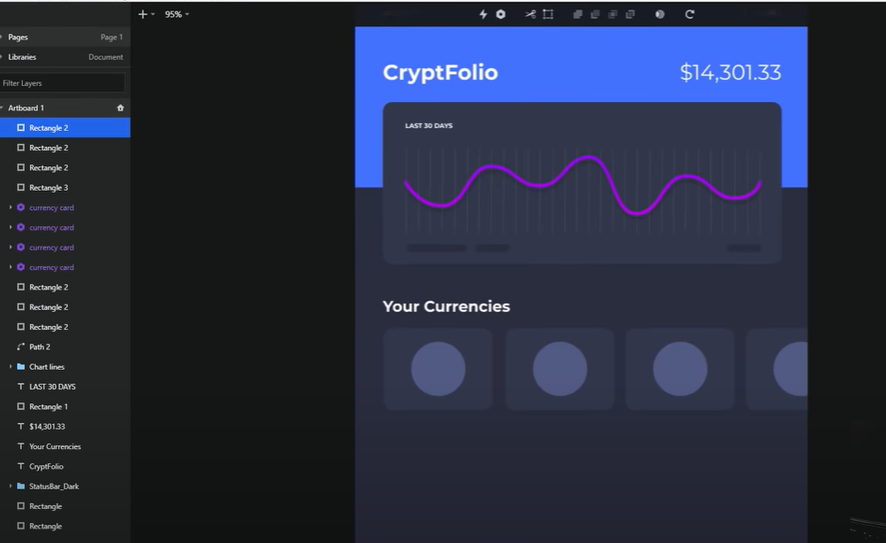 95%
Pages
Page 1
Libraries
Document
Filter Layers
Artboard 1
Rectangle 2
Rectangle 2
Rectangle 2
Rectangle 3
currency card
currency card
currency card
currency card
Rectangle 2
Rectangle 2
Rectangle 2
Path 2
Chart lines
LAST 30 DAYS
Rectangle 1
$14,301.33
Your Currencies
CryptFolio
StatusBar_Dark
Rectangle
Rectangle
CryptFolio
$14,301.33
LAST 30 DAYS
Your Currencies